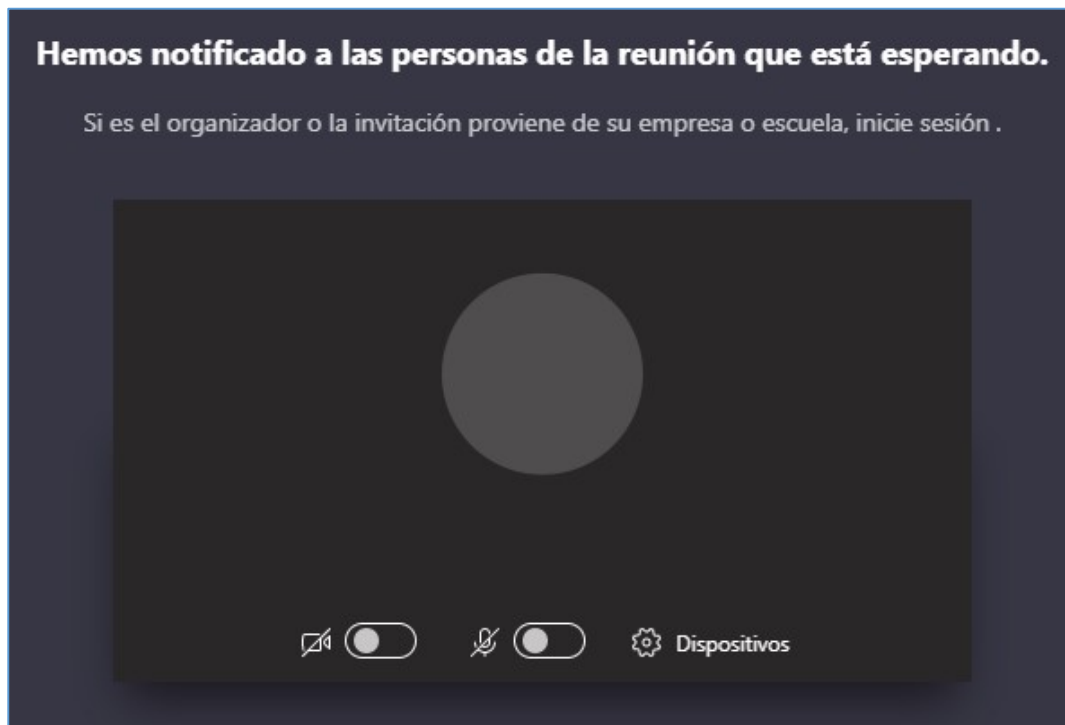 Hemos notificado a las personas de la reunión que está esperando.
Si es el organizador o la invitación proviene de su empresa o escuela, inicie sesión .
Dispositivos